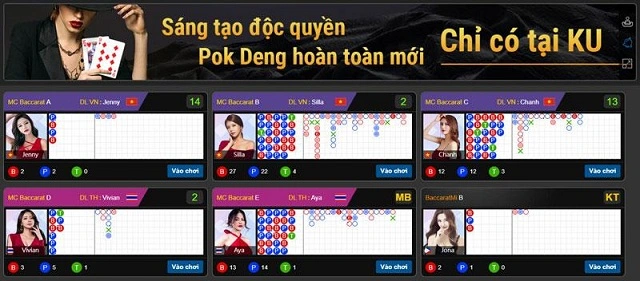 Sáng tạo độc quyền
Pok Deng hoàn toàn mới
Chỉ có tại KU
MC Baccarat A DL VN : Jenny 14
Jenny
B 2 P 2 T 0 Vào chơi
MC Baccarat B DL VN : Silla 2
Silla
B 27 P 22 T 4 Vào chơi
MC Baccarat C DL VN : Chanh 13
Chanh
B 12 P 12 T 3 Vào chơi
MC Baccarat D DL TH : Vivian 2
Vivian
B 3 P 5 T 1 Vào chơi
MC Baccarat E DL TH : Aya MB
Aya
B 13 P 14 T 1 Vào chơi
BaccaratMi B KT
Jona
B 2 P 1 T 0 Vào chơi